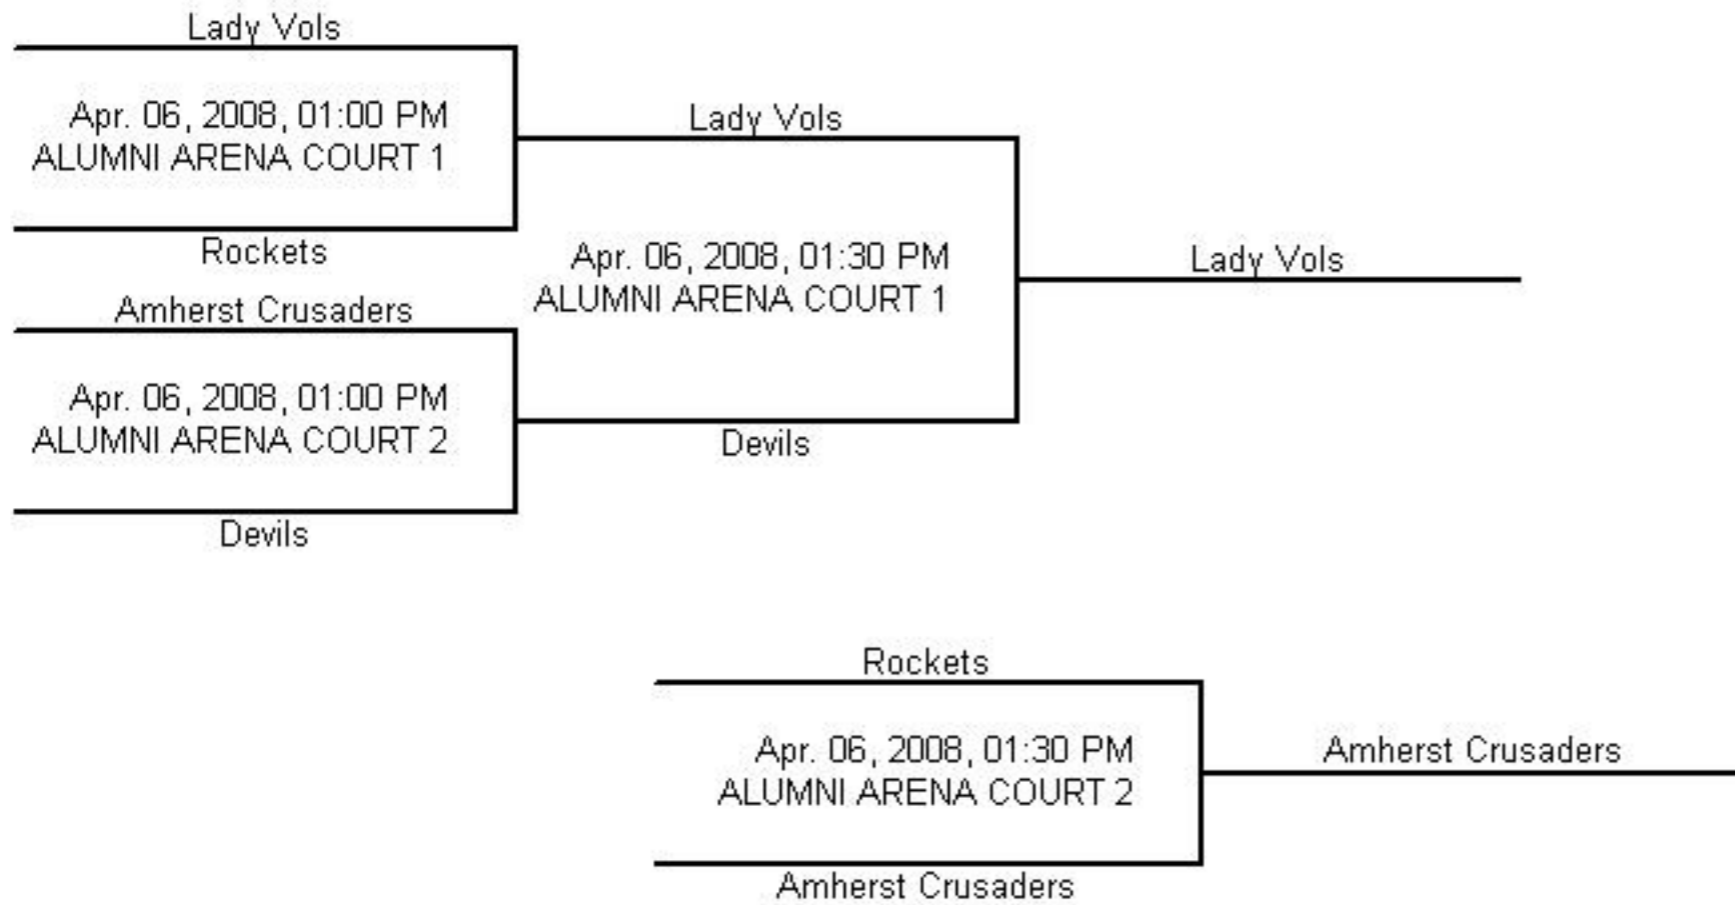 Lady Vols
Apr. 06, 2008, 01:00 PM
ALUMNI ARENA COURT 1
Rockets
Amherst Crusaders
Apr. 06, 2008, 01:00 PM
ALUMNI ARENA COURT 2
Devils
Lady Vols
Apr. 06, 2008, 01:30 PM
ALUMNI ARENA COURT 1
Devils
Lady Vols
Rockets
Apr. 06, 2008, 01:30 PM
ALUMNI ARENA COURT 2
Amherst Crusaders
Amherst Crusaders